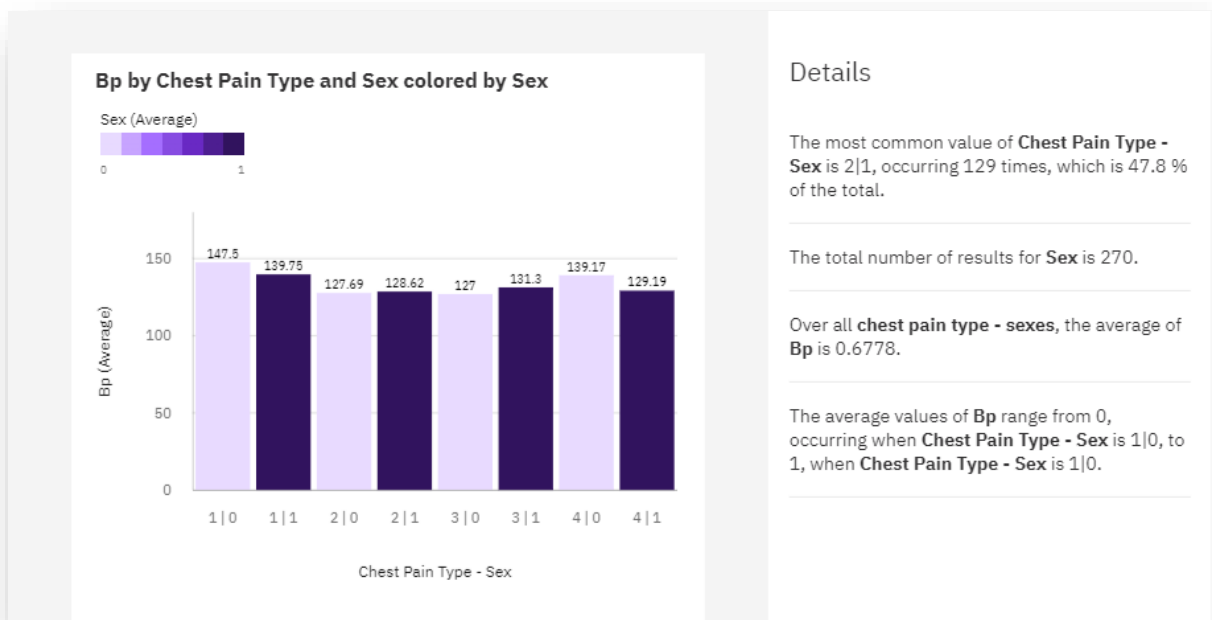 Bp by Chest Pain Type and Sex colored by Sex
Sex (Average)
0 1
150
100
50
0
Bp (Average)
147.5
139.75
127.69
128.62
127
131.3
139.17
129.19
1|0 1|1 2|0 2|1 3|0 3|1 4|0 4|1
Chest Pain Type - Sex
Details
The most common value of Chest Pain Type -
Sex is 2|1, occurring 129 times, which is 47.8 %
of the total.
The total number of results for Sex is 270.
Over all chest pain type - sexes, the average of
Bp is 0.6778.
The average values of Bp range from 0,
occurring when Chest Pain Type - Sex is 1|0, to
1, when Chest Pain Type - Sex is 1|0.